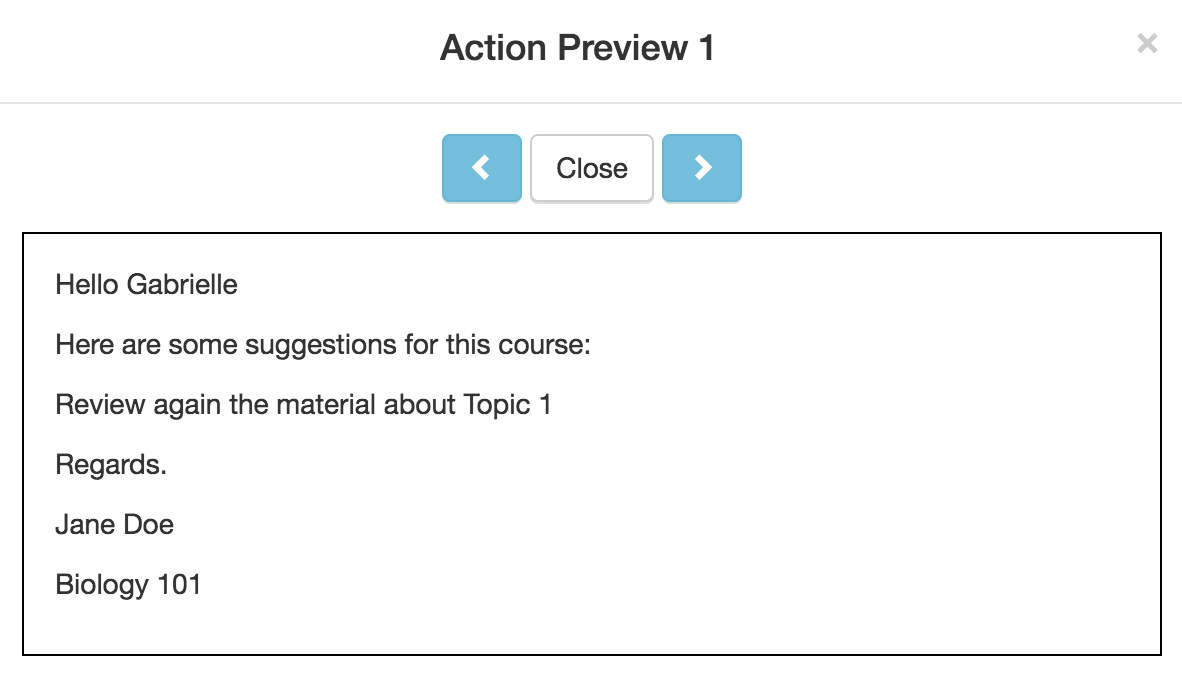 Action Preview 1
×
Close
Hello Gabrielle
Here are some suggestions for this course:
Review again the material about Topic 1
Regards.
Jane Doe
Biology 101